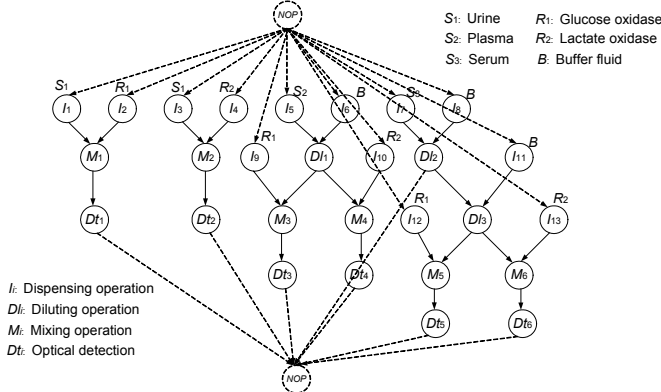 NOP
S1: Urine R1: Glucose oxidase
S2: Plasma R2: Lactate oxidase
S3: Serum B: Buffer fluid
S1 R1 S1 R2 S2 B S3 B
I1 I2 I3 I4 I5 I6 I7 I8
R1 R2 B
M1 M2 I9 DI1 I10 DI2 I11
R1 R2
Dt1 Dt2 M3 M4 I12 DI3 I13
Dt3 Dt4 M5 M6
Ii: Dispensing operation
DIi: Diluting operation
Mi: Mixing operation
Dti: Optical detection
Dt5 Dt6
NOP